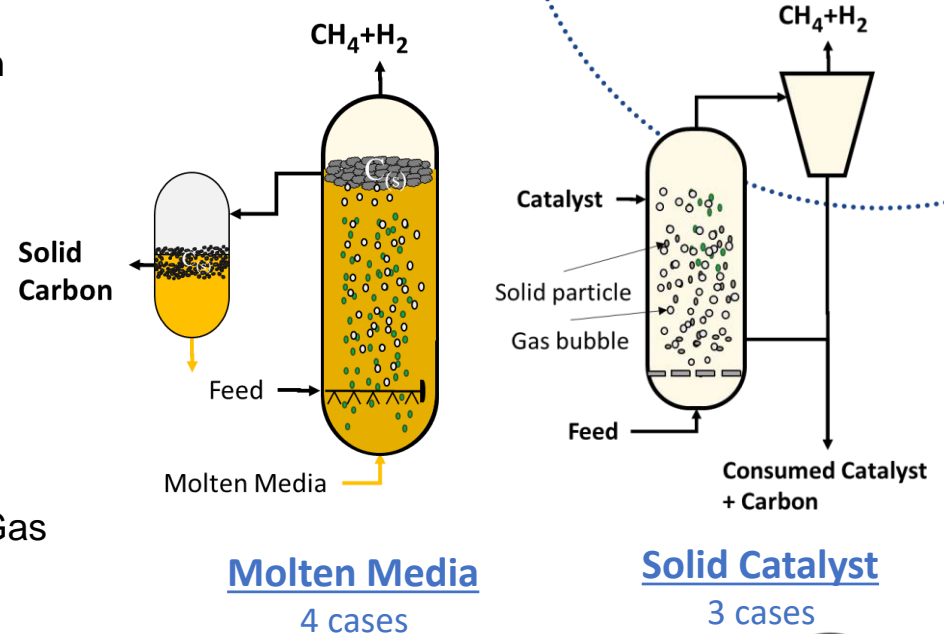 n
CH4+H2
C(s)
C(s)
Solid
Carbon
Feed
Molten Media
Gas
Molten Media
4 cases
CH4+H2
Catalyst
Solid particle
Gas bubble
Feed
Consumed Catalyst
+ Carbon
Solid Catalyst
3 cases